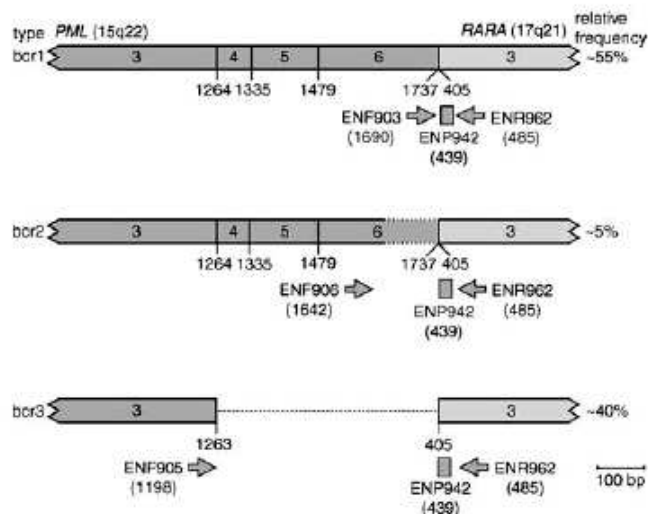 type PML (15q22) RARA (17q21) relative frequency
bcr1 3 4 5 6 3 ~55%
1264 1335 1479 1737 405
ENF903 ENR962
(1690) ENP942 (485)
(439)
bcr2 3 4 5 6 3 ~5%
1264 1335 1479 1737 405
ENF906 ENR962
(1642) ENP942 (485)
(439)
bcr3 3 3 ~40%
1263 405
ENF905 ENR962
(1198) ENP942 (485) 100 bp
(439)